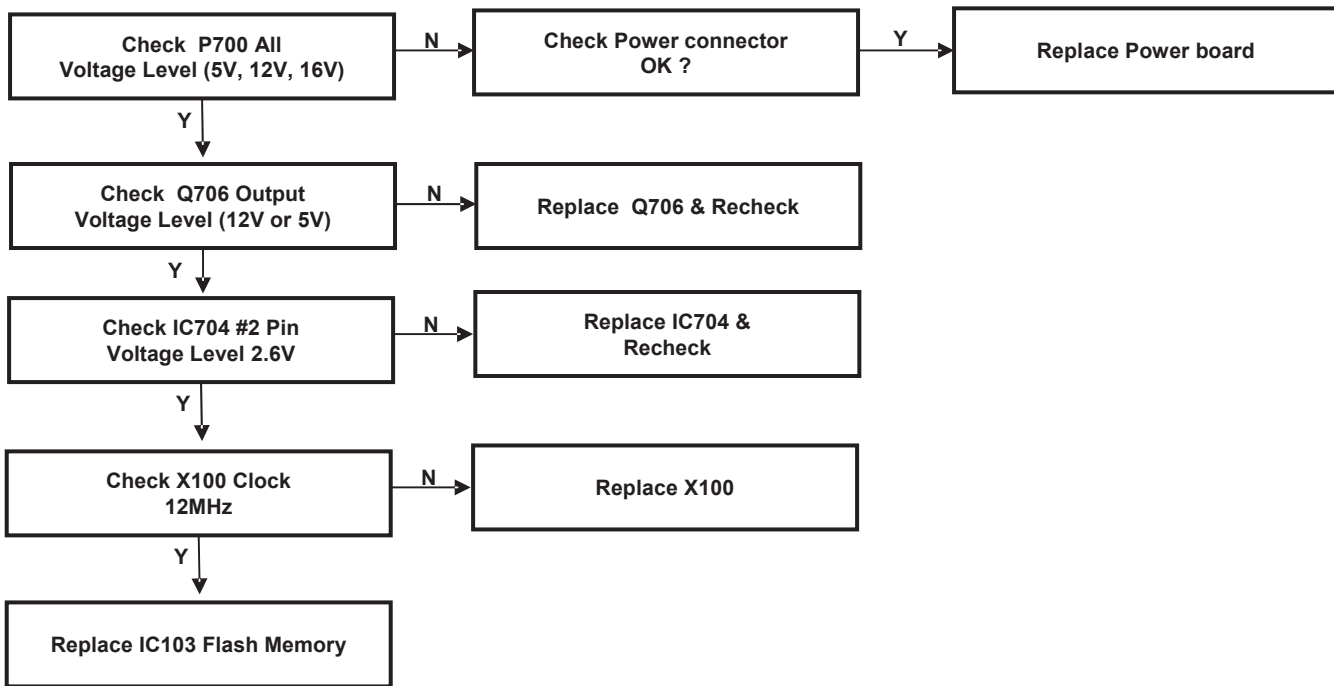 Check P700 All
Voltage Level (5V, 12V, 16V)
N
Check Power connector
OK ?
Y
Replace Power board
Y
Check Q706 Output
Voltage Level (12V or 5V)
N
Replace Q706 & Recheck
Y
Check IC704 #2 Pin
Voltage Level 2.6V
N
Replace IC704 &
Recheck
Y
Check X100 Clock
12MHz
N
Replace X100
Y
Replace IC103 Flash Memory